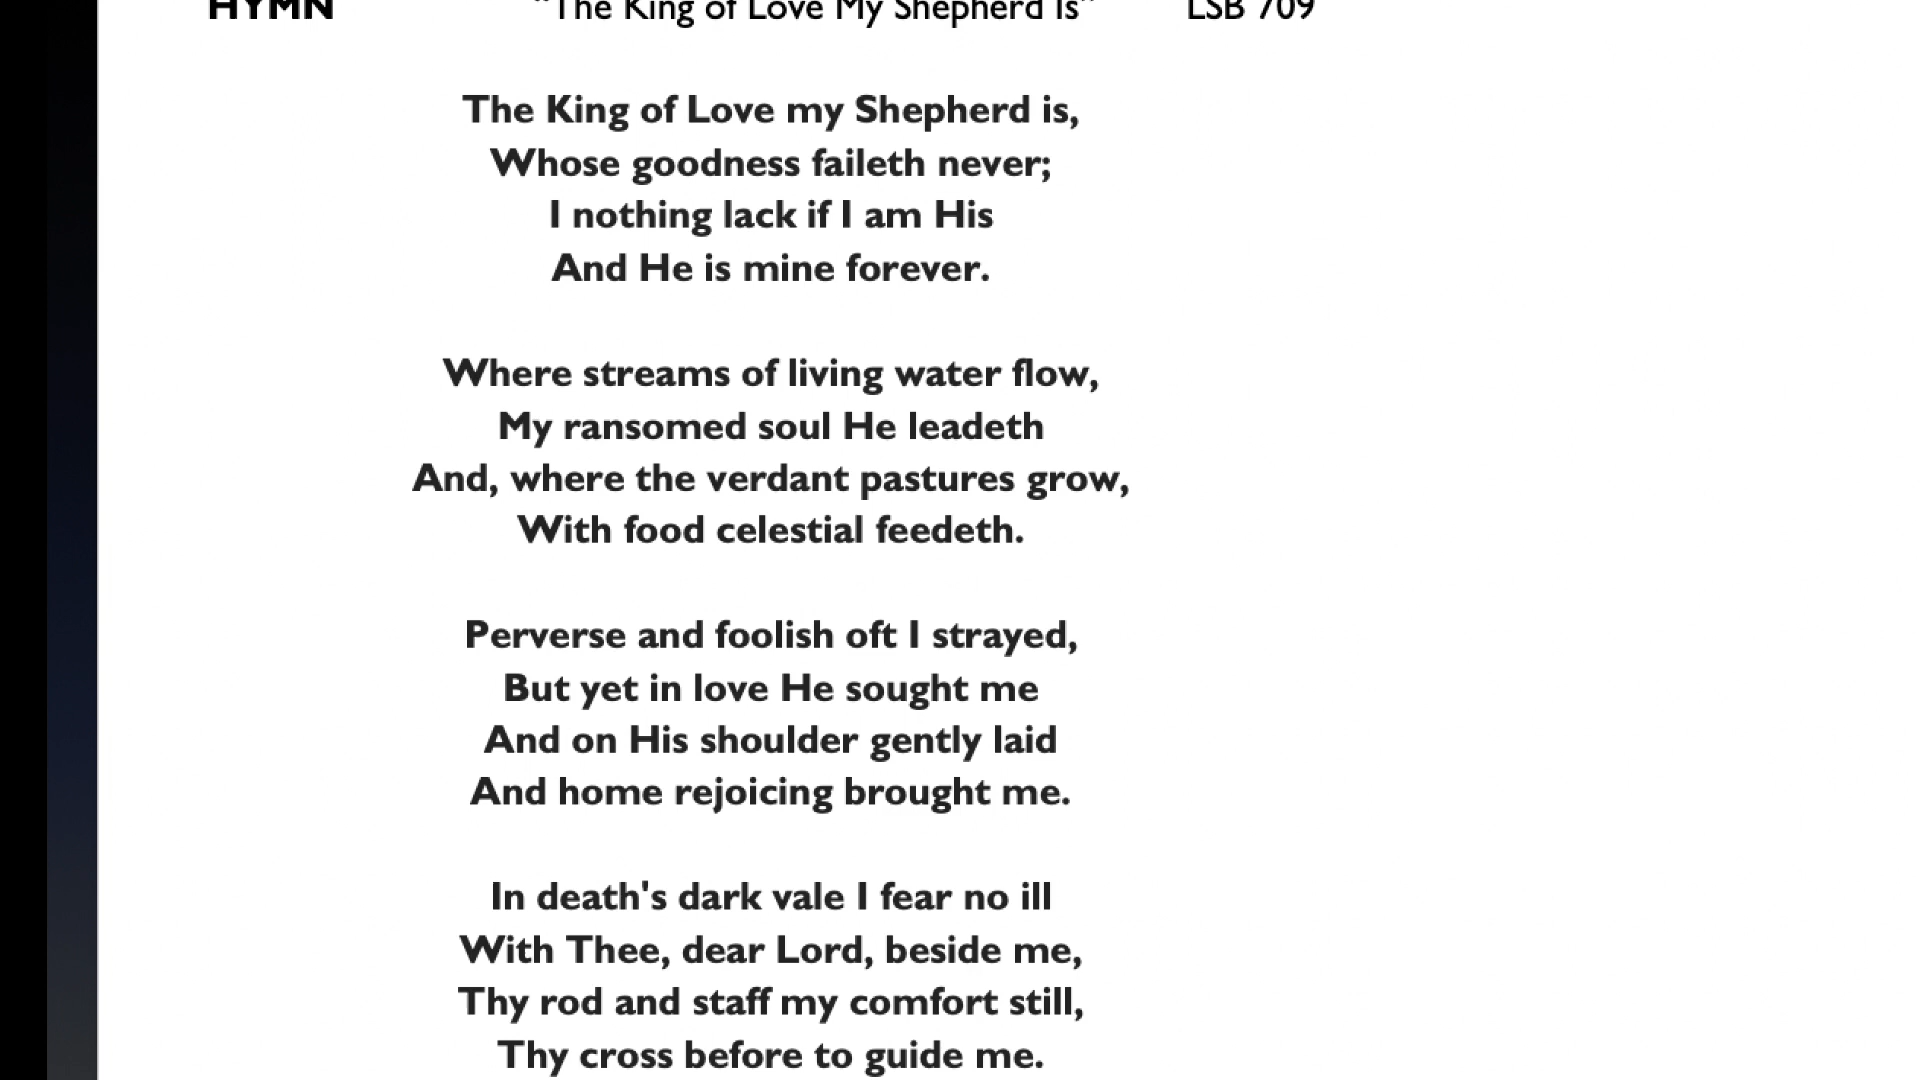 HYMN "The King of Love My Shepherd Is" LSB 709
The King of Love my Shepherd is,
Whose goodness faileth never;
I nothing lack if I am His
And He is mine forever.
Where streams of living water flow,
My ransomed soul He leadeth
And, where the verdant pastures grow,
With food celestial feedeth.
Perverse and foolish oft I strayed,
But yet in love He sought me
And on His shoulder gently laid
And home rejoicing brought me.
In death's dark vale I fear no ill
With Thee, dear Lord, beside me,
Thy rod and staff my comfort still,
Thy cross before to guide me.